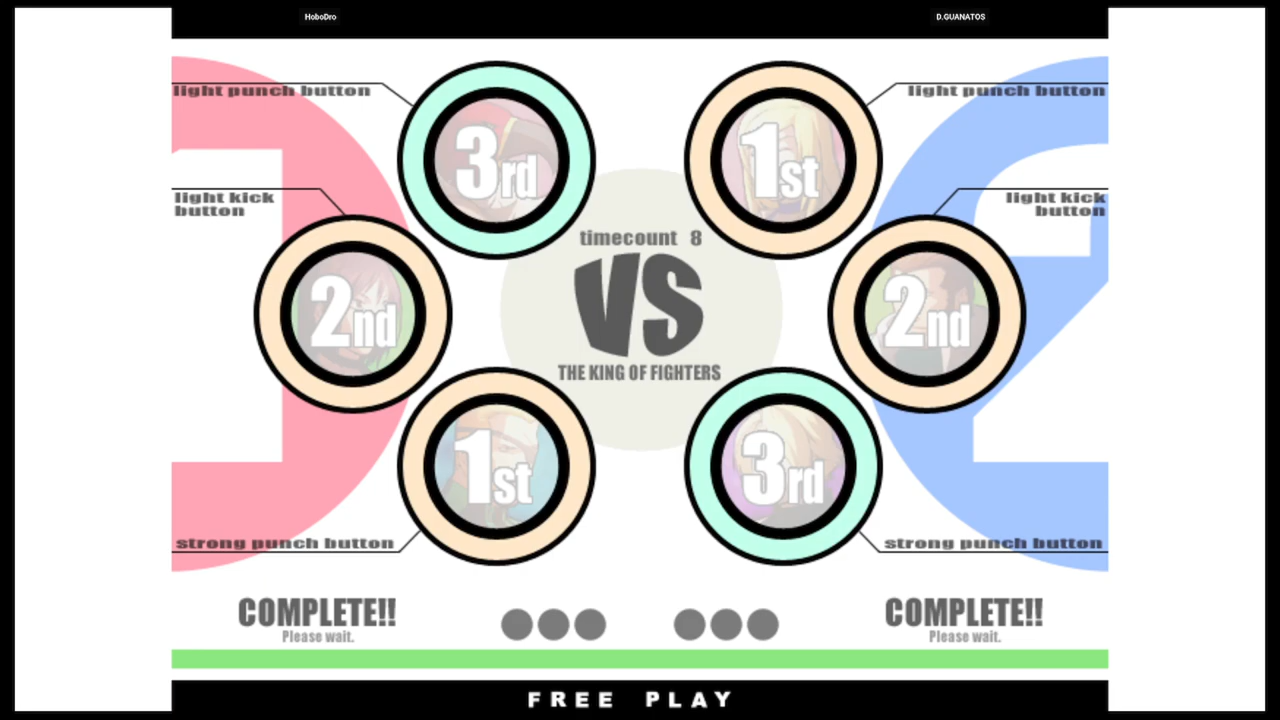 HoboDro
D.GUANATOS
light punch button
light punch button
3rd
1st
light kick
button
light kick
button
timecount 8
2nd
VS
2nd
THE KING OF FIGHTERS
1st
3rd
strong punch button
strong punch button
COMPLETE!!
Please wait.
COMPLETE!!
Please wait.
FREE PLAY
1
2